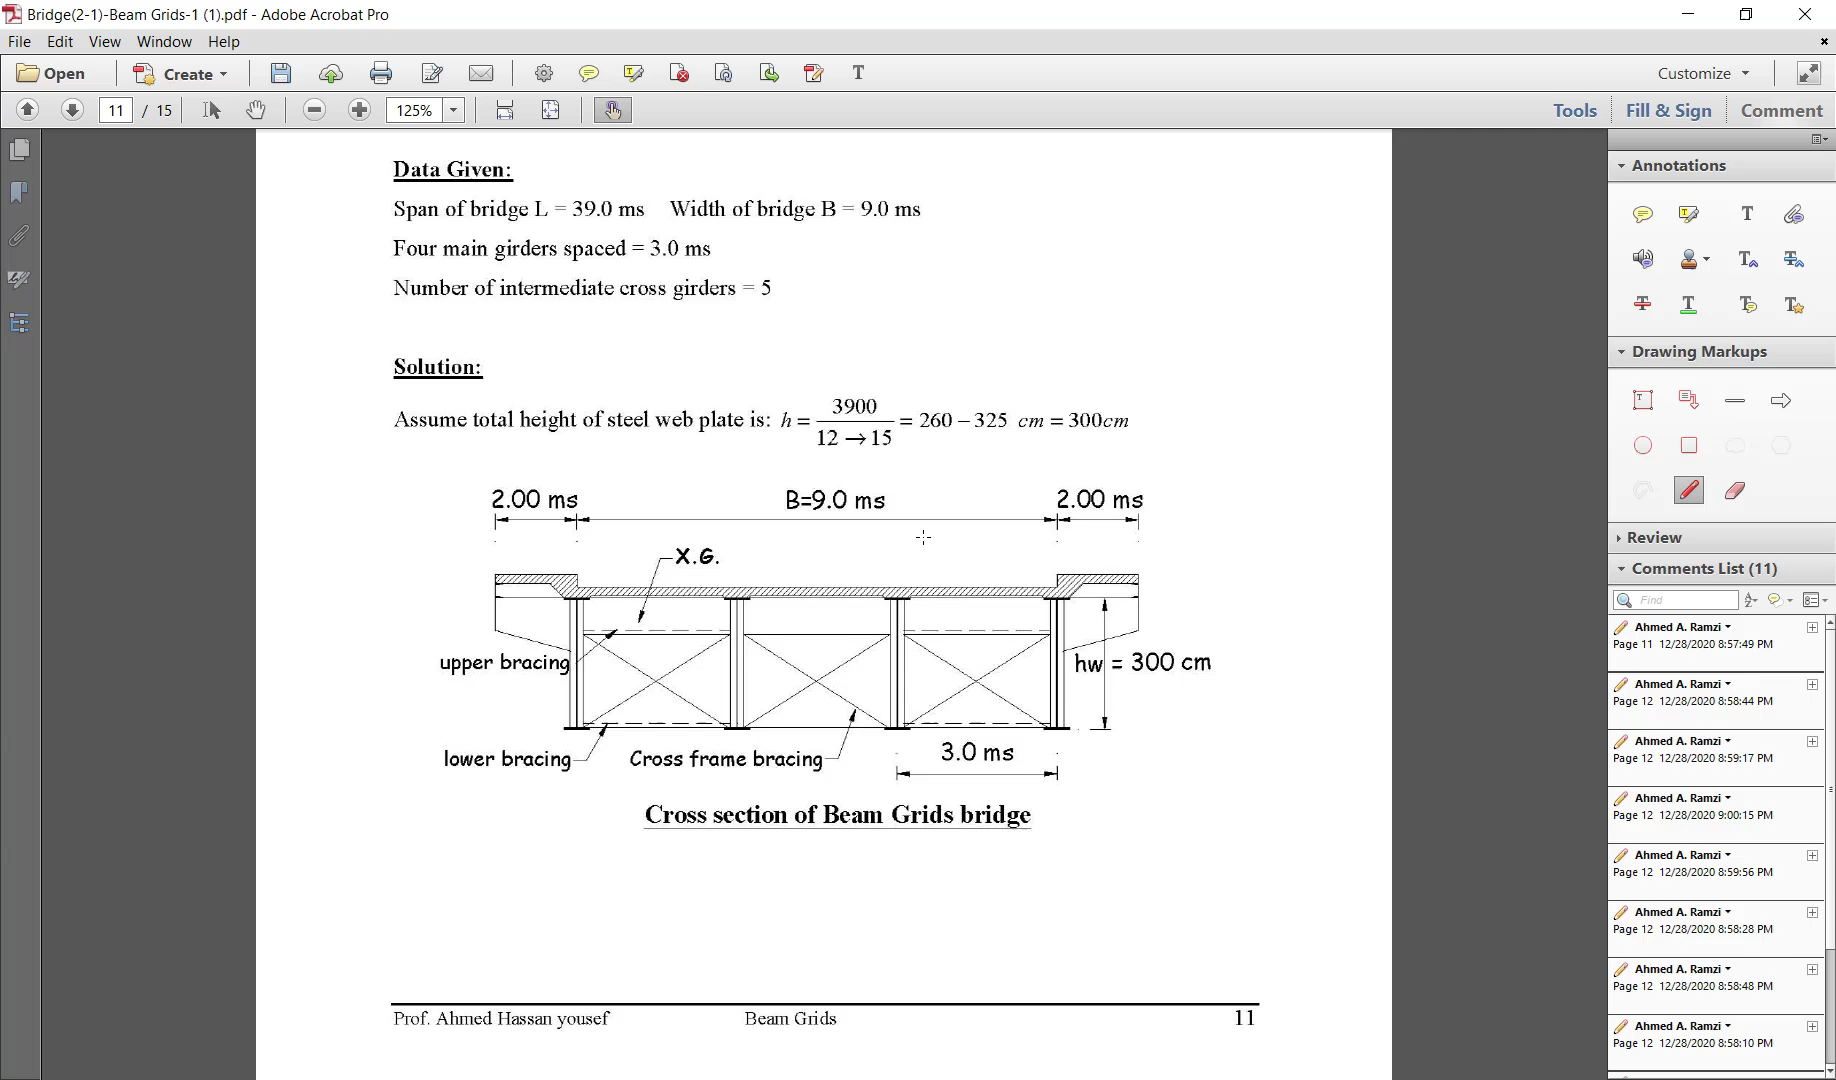 Bridge(2-1)-Beam Grids-1 (1).pdf - Adobe Acrobat Pro
File Edit View Window Help
Open Create Customize
11 / 15 125% Tools Fill & Sign Comment
Data Given:
Span of bridge L = 39.0 ms Width of bridge B = 9.0 ms
Four main girders spaced = 3.0 ms
Number of intermediate cross girders = 5
Solution:
Assume total height of steel web plate is: h = 3900 / 12 → 15 = 260 – 325 cm = 300cm
2.00 ms B=9.0 ms 2.00 ms
X.G.
upper bracing hw = 300 cm
lower bracing Cross frame bracing 3.0 ms
Cross section of Beam Grids bridge
Prof. Ahmed Hassan yousef Beam Grids 11
Annotations
Drawing Markups
Review
Comments List (11)
Find
Ahmed A. Ramzi
Page 11 12/28/2020 8:57:49 PM
Ahmed A. Ramzi
Page 12 12/28/2020 8:58:44 PM
Ahmed A. Ramzi
Page 12 12/28/2020 8:59:17 PM
Ahmed A. Ramzi
Page 12 12/28/2020 9:00:15 PM
Ahmed A. Ramzi
Page 12 12/28/2020 8:59:56 PM
Ahmed A. Ramzi
Page 12 12/28/2020 8:58:28 PM
Ahmed A. Ramzi
Page 12 12/28/2020 8:58:48 PM
Ahmed A. Ramzi
Page 12 12/28/2020 8:58:10 PM